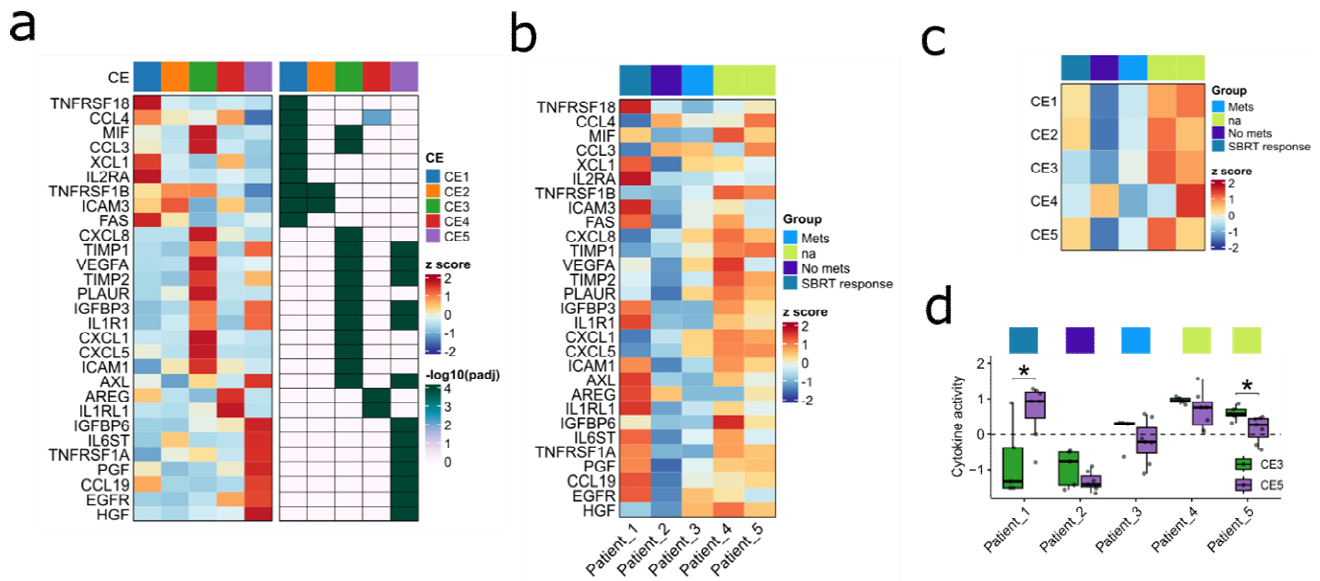 a
CE
TNFRSF18
CCL4
MIF
CCL3
XCL1
IL2RA
TNFRSF1B
ICAM3
FAS
CXCL8
TIMP1
VEGFA
TIMP2
PLAUR
IGFBP3
IL1R1
CXCL1
CXCL5
ICAM1
AXL
AREG
IL1RL1
IGFBP6
IL6ST
TNFRSF1A
PGF
CCL19
EGFR
HGF
CE
CE1
CE2
CE3
CE4
CE5
z score
2
1
0
-1
-2
-log10(padj)
4
3
2
1
0
b
TNFRSF18
CCL4
MIF
CCL3
XCL1
IL2RA
TNFRSF1B
ICAM3
FAS
CXCL8
TIMP1
VEGFA
TIMP2
PLAUR
IGFBP3
IL1R1
CXCL1
CXCL5
ICAM1
AXL
AREG
IL1RL1
IGFBP6
IL6ST
TNFRSF1A
PGF
CCL19
EGFR
HGF
Patient_1
Patient_2
Patient_3
Patient_4
Patient_5
Group
Mets
na
No mets
SBRT response
z score
2
1
0
-1
-2
c
CE1
CE2
CE3
CE4
CE5
Group
Mets
na
No mets
SBRT response
z score
2
1
0
-1
-2
d
Cytokine activity
2
1
0
−1
*
*
CE3
CE5
Patient_1
Patient_2
Patient_3
Patient_4
Patient_5